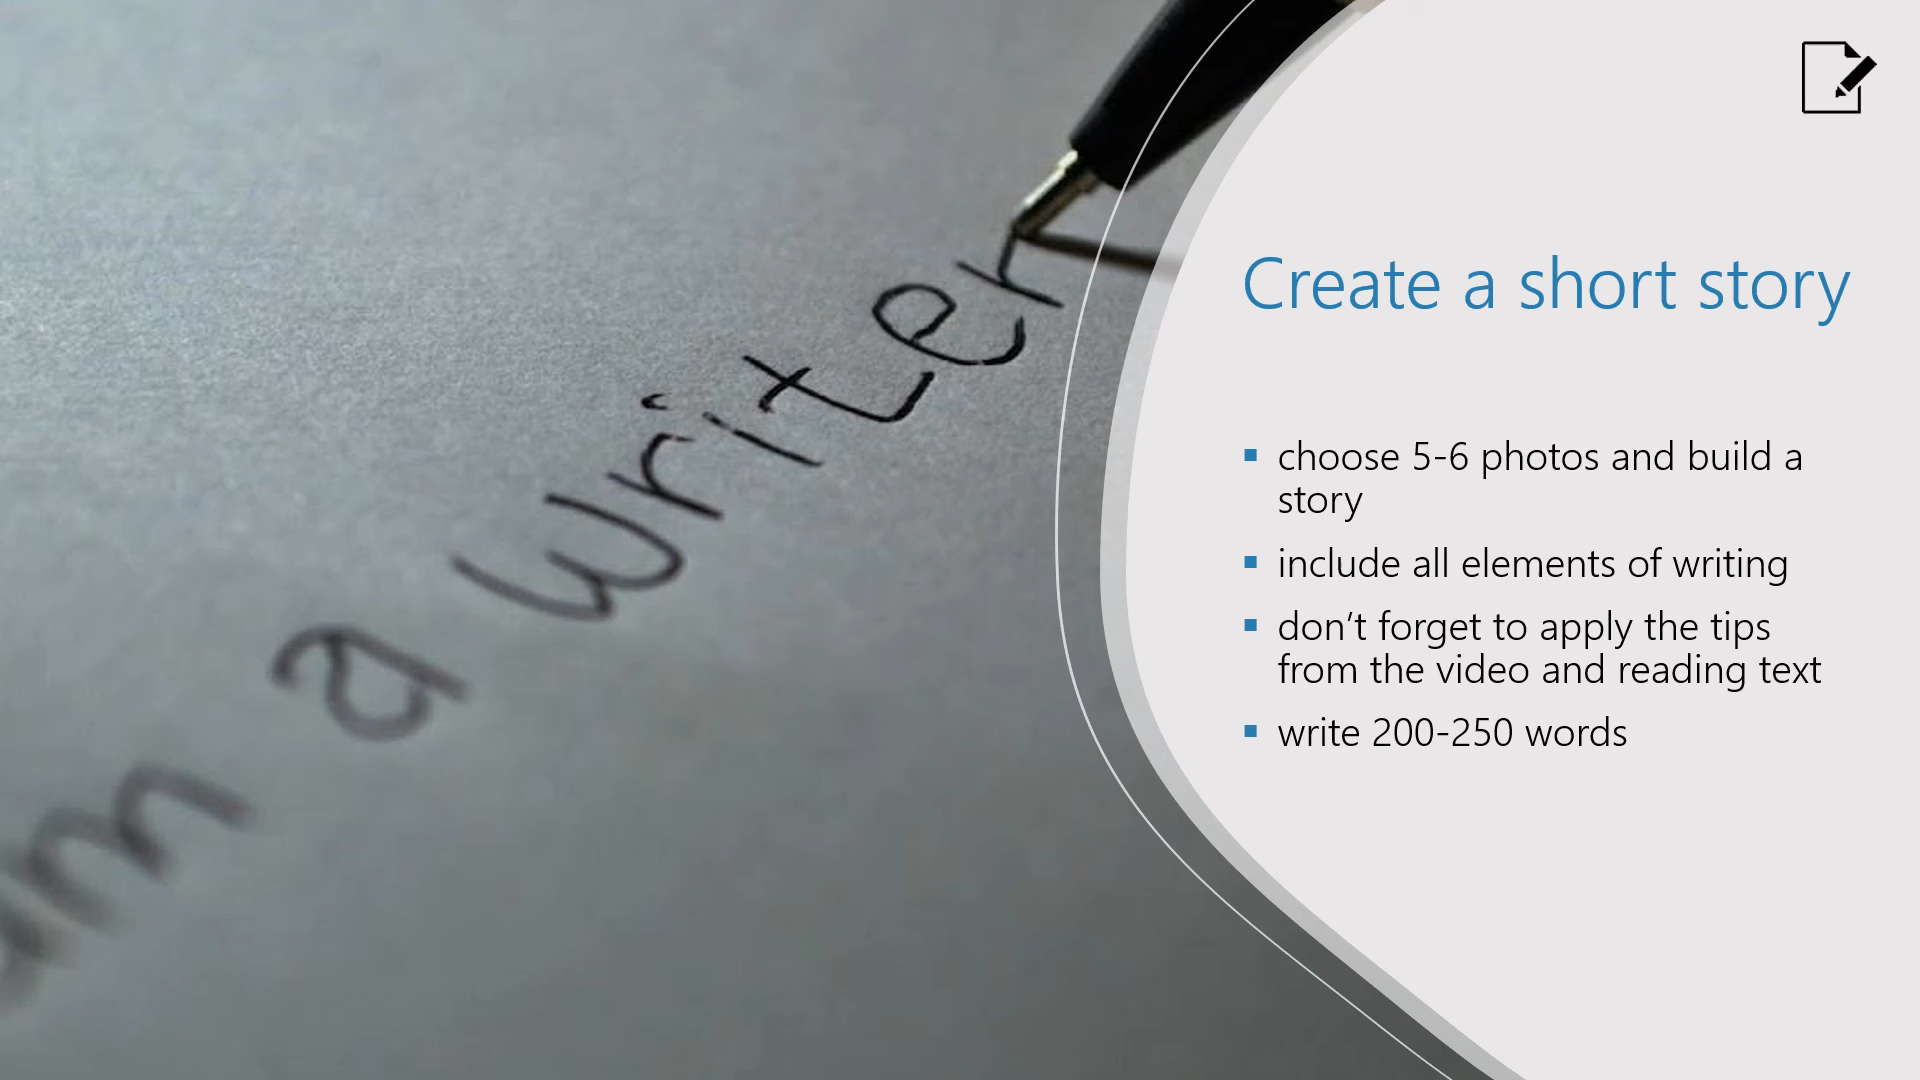 am a writer
Create a short story
▪ choose 5-6 photos and build a
story
▪ include all elements of writing
▪ don’t forget to apply the tips
from the video and reading text
▪ write 200-250 words